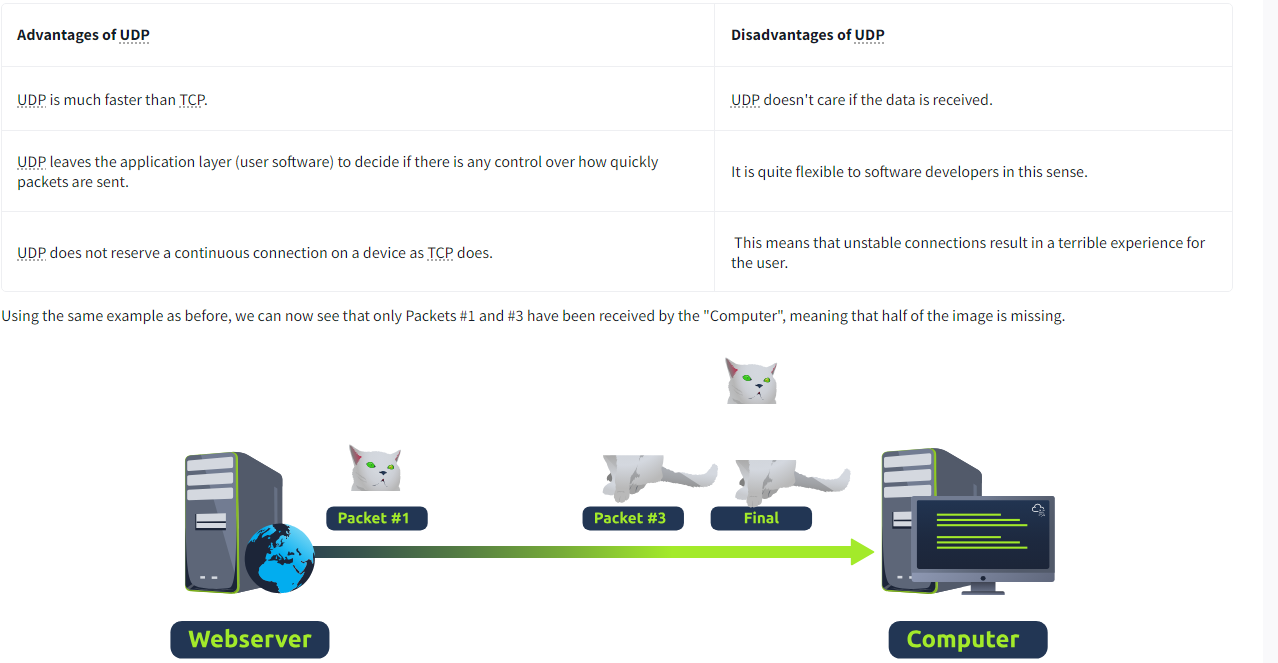 Advantages of UDP
Disadvantages of UDP
UDP is much faster than TCP.
UDP doesn't care if the data is received.
UDP leaves the application layer (user software) to decide if there is any control over how quickly
packets are sent.
It is quite flexible to software developers in this sense.
UDP does not reserve a continuous connection on a device as TCP does.
This means that unstable connections result in a terrible experience for
the user.
Using the same example as before, we can now see that only Packets #1 and #3 have been received by the "Computer", meaning that half of the image is missing.
Packet #1
Packet #3
Final
Webserver
Computer